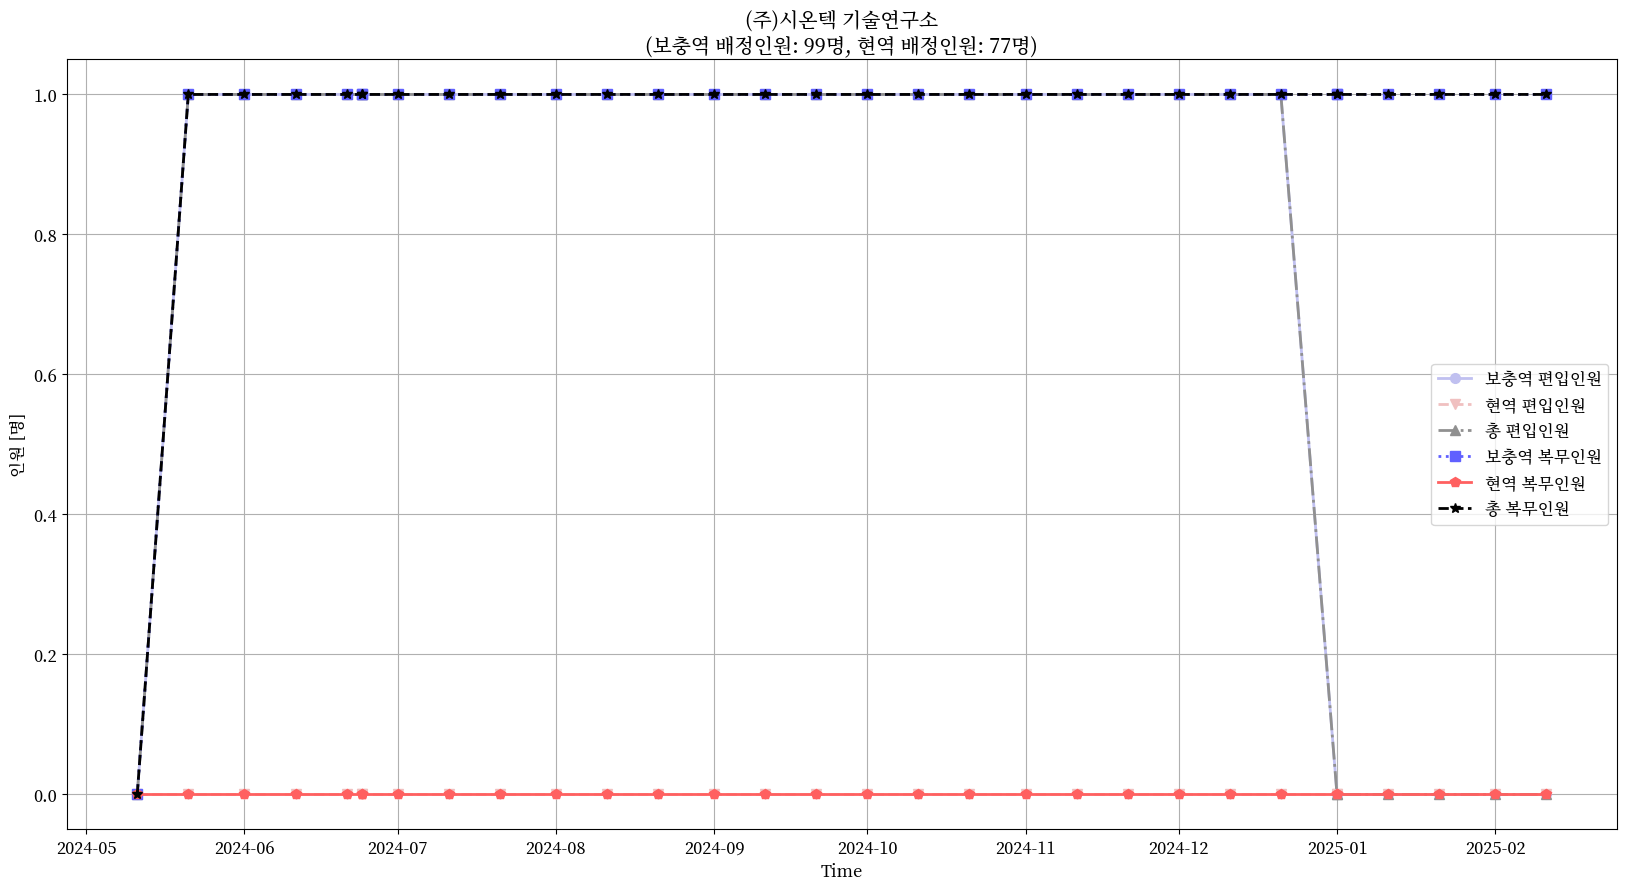 (주)시온텍 기술연구소
(보충역 배정인원: 99명, 현역 배정인원: 77명)
인원 [명]
1.0
0.8
0.6
0.4
0.2
0.0
보충역 편입인원
현역 편입인원
총 편입인원
보충역 복무인원
현역 복무인원
총 복무인원
2024-05
2024-06
2024-07
2024-08
2024-09
2024-10
2024-11
2024-12
2025-01
2025-02
Time